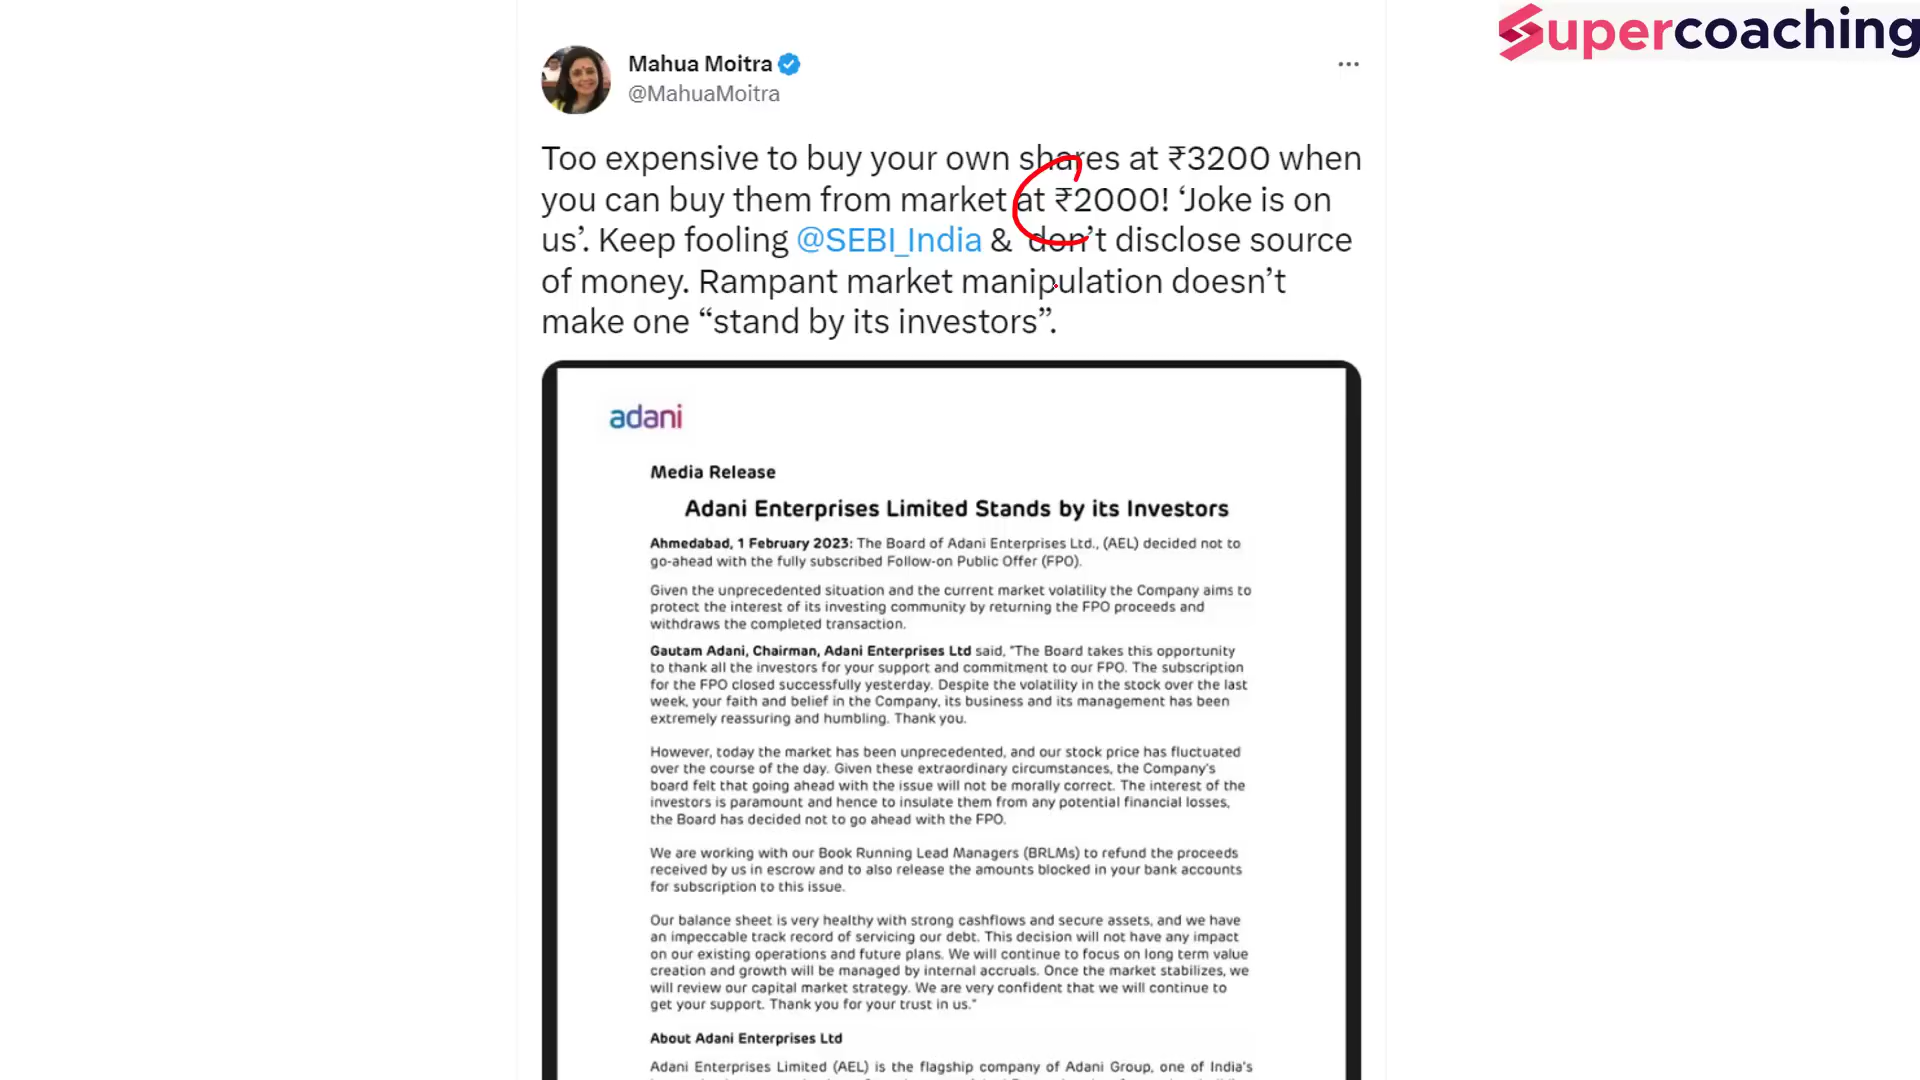 Supercoaching
Mahua Moitra
@MahuaMoitra
Too expensive to buy your own shares at ₹3200 when
you can buy them from market at ₹2000! ‘Joke is on
us’. Keep fooling @SEBI_India & don’t disclose source
of money. Rampant market manipulation doesn’t
make one “stand by its investors”.
adani
Media Release
Adani Enterprises Limited Stands by its Investors
Ahmedabad, 1 February 2023: The Board of Adani Enterprises Ltd., (AEL) decided not to
go-ahead with the fully subscribed Follow-on Public Offer (FPO).
Given the unprecedented situation and the current market volatility the Company aims to
protect the interest of its investing community by returning the FPO proceeds and
withdraws the completed transaction.
Gautam Adani, Chairman, Adani Enterprises Ltd said, "The Board takes this opportunity
to thank all the investors for your support and commitment to our FPO. The subscription
for the FPO closed successfully yesterday. Despite the volatility in the stock over the last
week, your faith and belief in the Company, its business and its management has been
extremely reassuring and humbling. Thank you.
However, today the market has been unprecedented, and our stock price has fluctuated
over the course of the day. Given these extraordinary circumstances, the Company's
board felt that going ahead with the issue will not be morally correct. The interest of the
investors is paramount and hence to insulate them from any potential financial losses,
the Board has decided not to go ahead with the FPO.
We are working with our Book Running Lead Managers (BRLMs) to refund the proceeds
received by us in escrow and to also release the amounts blocked in your bank accounts
for subscription to this issue.
Our balance sheet is very healthy with strong cashflows and secure assets, and we have
an impeccable track record of servicing our debt. This decision will not have any impact
on our existing operations and future plans. We will continue to focus on long term value
creation and growth will be managed by internal accruals. Once the market stabilizes, we
will review our capital market strategy. We are very confident that we will continue to
get your support. Thank you for your trust in us."
About Adani Enterprises Ltd
Adani Enterprises Limited (AEL) is the flagship company of Adani Group, one of India's